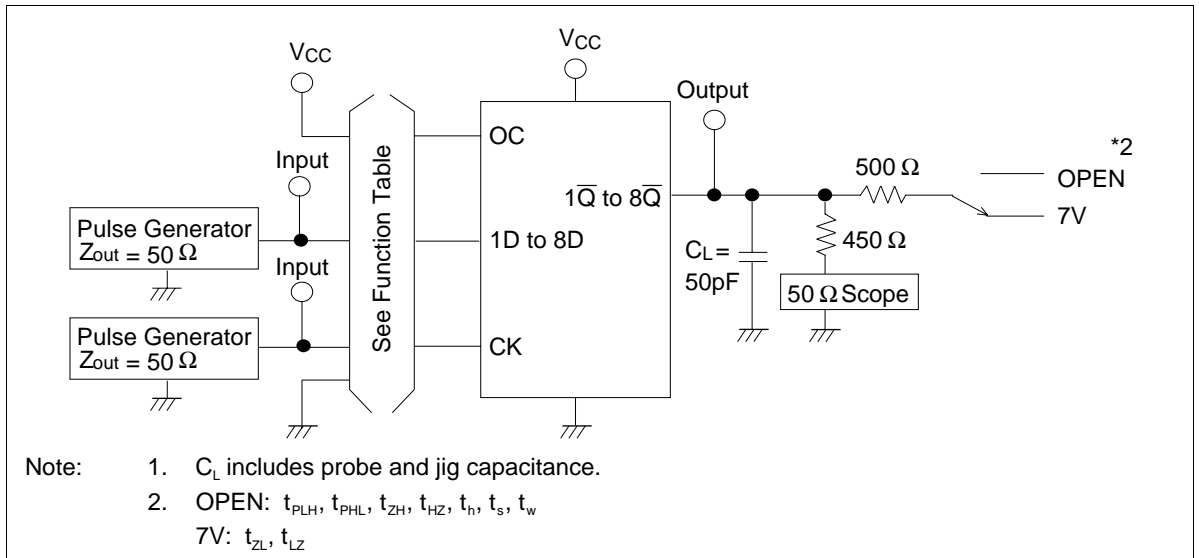 VCC
VCC
Output
Input
OC
See Function Table
*2
500 Ω
OPEN
1Q̅ to 8Q̅
7V
Pulse Generator
Zout = 50 Ω
1D to 8D
450 Ω
CL =
50pF
Input
50 Ω Scope
Pulse Generator
Zout = 50 Ω
CK
Note: 1. CL includes probe and jig capacitance.
2. OPEN: tPLH, tPHL, tZH, tHZ, th, ts, tw
7V: tZL, tLZ